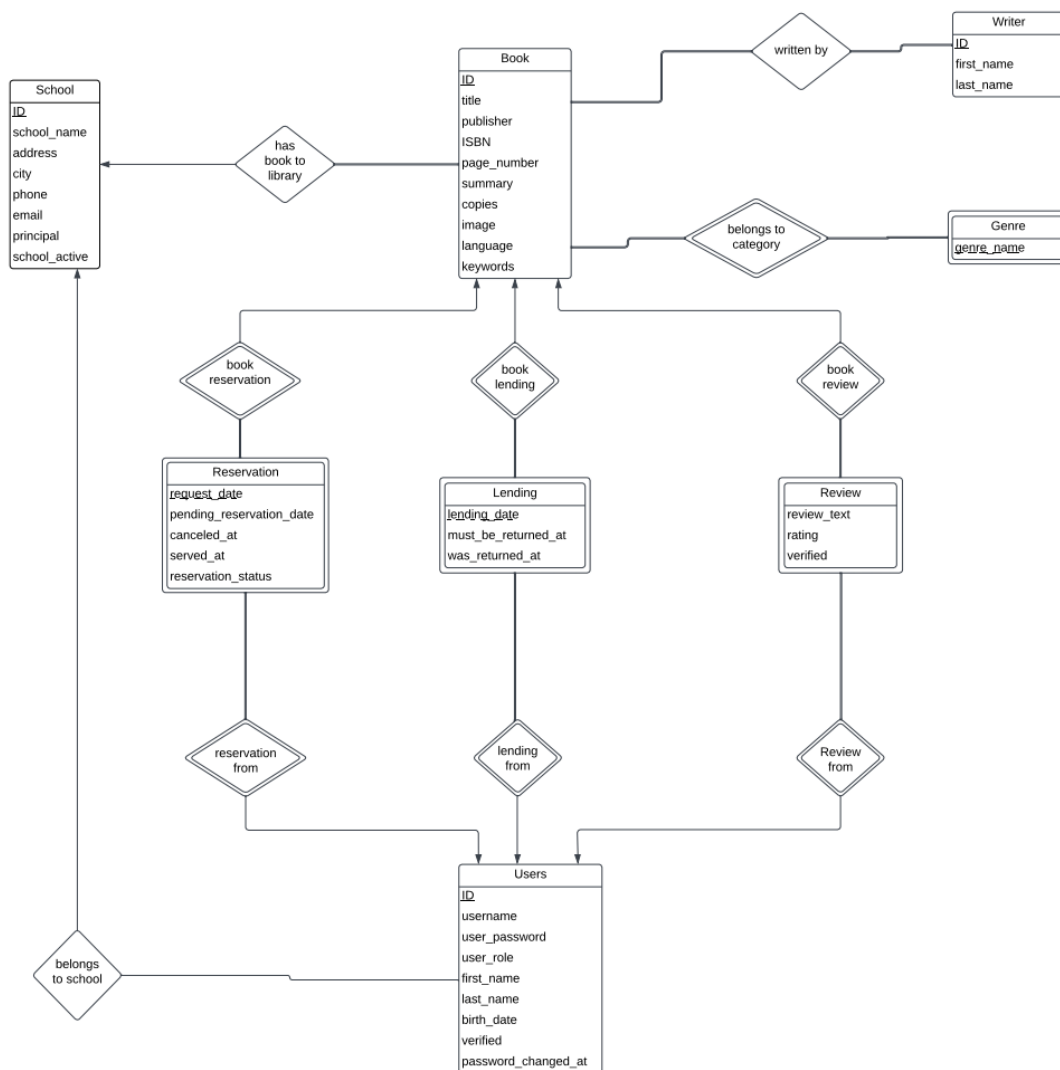 Writer
ID
first_name
last_name
written by
Book
ID
title
publisher
ISBN
page_number
summary
copies
image
language
keywords
School
ID
school_name
address
city
phone
email
principal
school_active
has
book to
library
belongs to
category
Genre
genre_name
book
reservation
book
lending
book
review
Reservation
request_date
pending_reservation_date
canceled_at
served_at
reservation_status
Lending
lending_date
must_be_returned_at
was_returned_at
Review
review_text
rating
verified
reservation
from
lending
from
Review
from
Users
ID
username
user_password
user_role
first_name
last_name
birth_date
verified
password_changed_at
belongs
to school